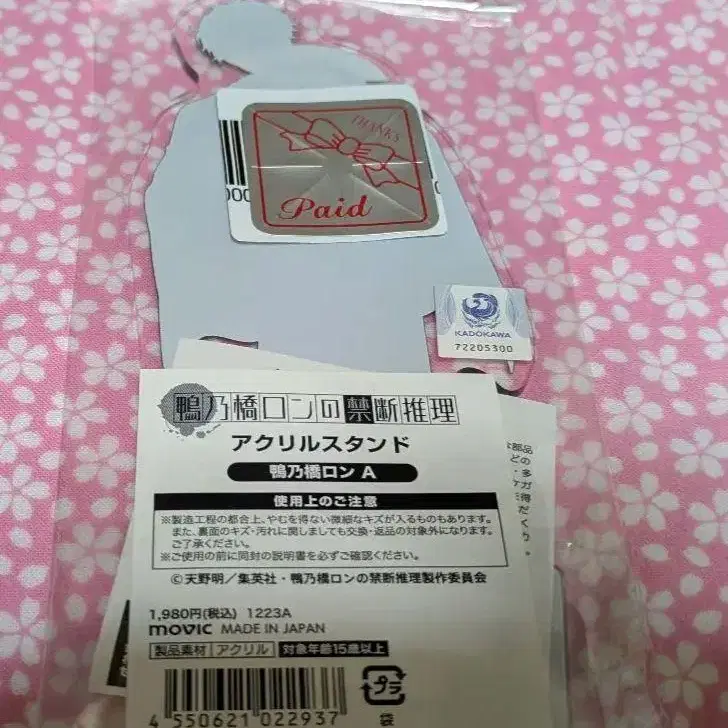 THANKS
Paid
KADOKAWA
72205300
鴨乃橋ロンの禁断推理
アクリルスタンド
鴨乃橋ロン A
使用上のご注意
※製造工程の都合上、やむを得ない微細なキズが入るものもあります。
また、裏面のキズ・汚れに関しましても交換・返品の対象外になります。
ご了承ください。
※ご使用の前に同封の説明書を必ずご確認ください。
©天野明／集英社・鴨乃橋ロンの禁断推理製作委員会
1,980円(税込) 1223A
movic MADE IN JAPAN
製品素材 アクリル 対象年齢15歳以上
プラ
袋
4 550621 022937